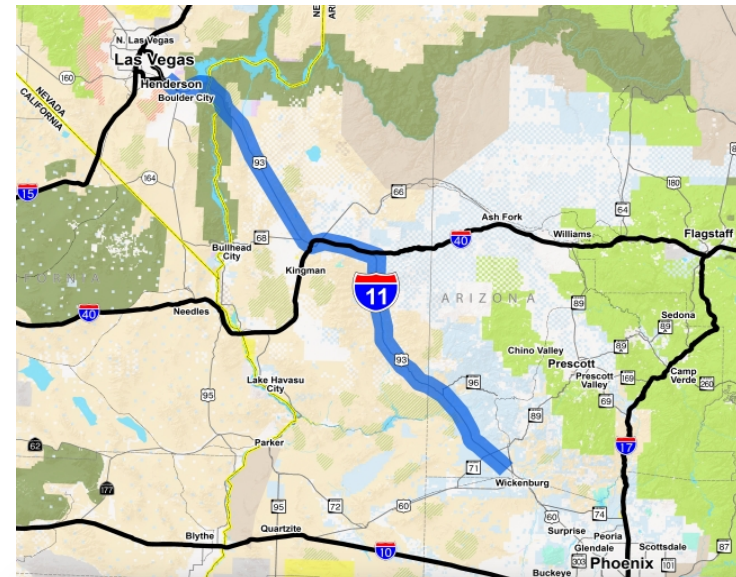 NE
ARI
N. Las Vegas
Las Vegas
160
Henderson
Boulder City
NEVADA
CALIFORNIA
93
164
66
180
15
64
Ash Fork
Williams
Flagstaff
68
40
Bullhead
City
Kingman
11
ARIZONA
40
Needles
89
Sedona
89
89
Chino Valley
Prescott
93
Camp
Verde
Prescott
Valley
169
260
Lake Havasu
City
96
69
95
89
Parker
17
62
71
177
Wickenburg
95
72
60
74
60
Surprise
Peoria
Quartzite
Blythe
Glendale
Scottsdale
87
10
303
Phoenix
101
Buckeye